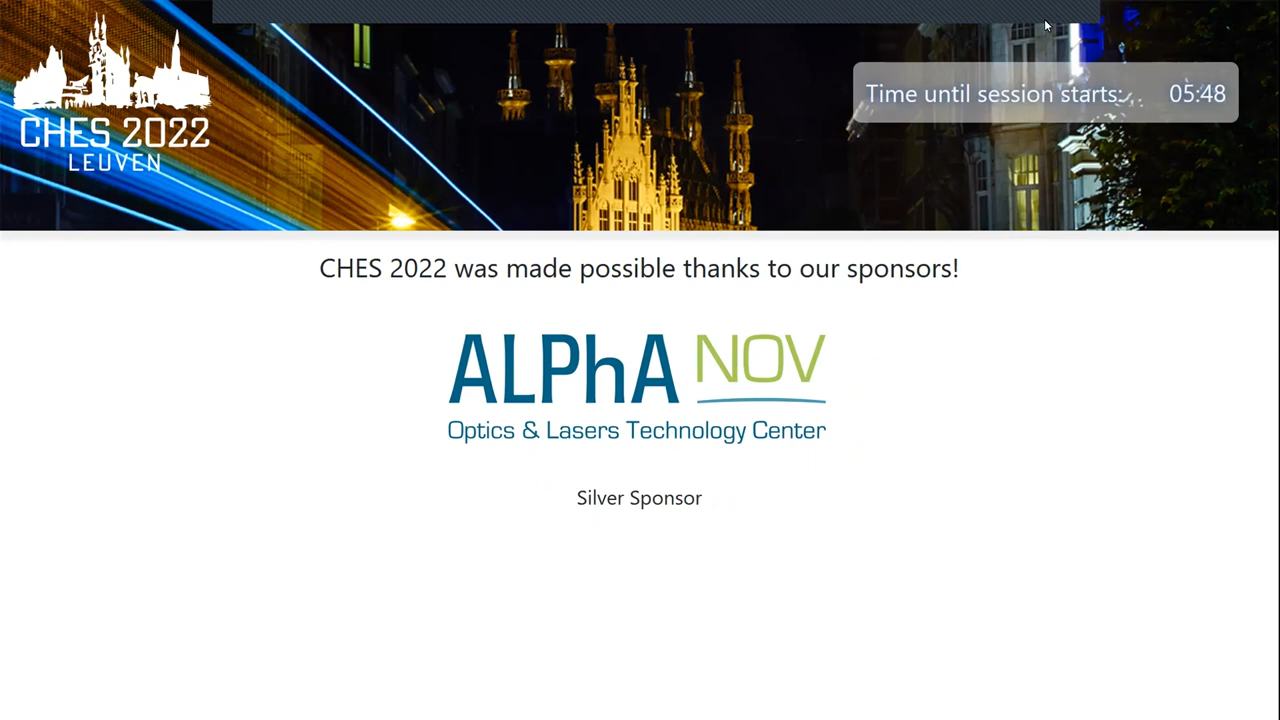 CHES 2022
LEUVEN
Time until session starts: 05:48
CHES 2022 was made possible thanks to our sponsors!
ALPhA NOV
Optics & Lasers Technology Center
Silver Sponsor